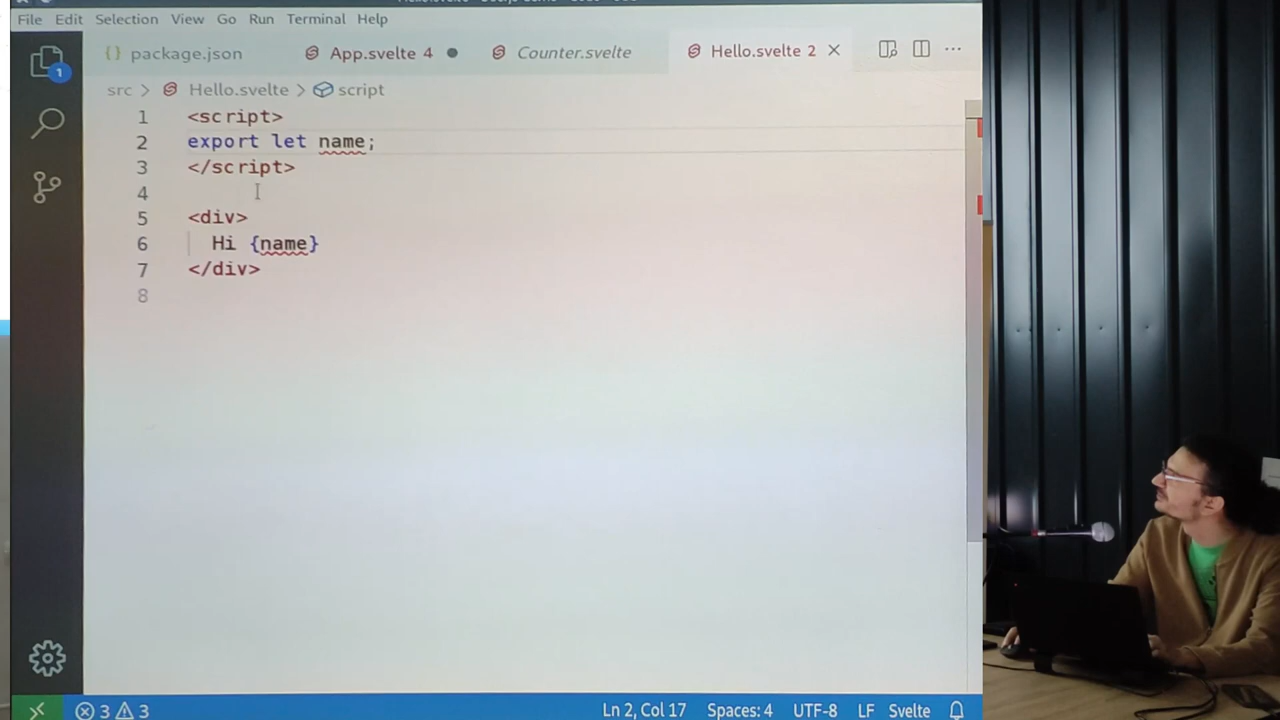 File Edit Selection View Go Run Terminal Help
{} package.json App.svelte 4 Counter.svelte Hello.svelte 2
1
src > Hello.svelte > script
1 <script>
2 export let name;
3 </script>
4
5 <div>
6 Hi {name}
7 </div>
8
3 3 Ln 2, Col 17 Spaces: 4 UTF-8 LF Svelte